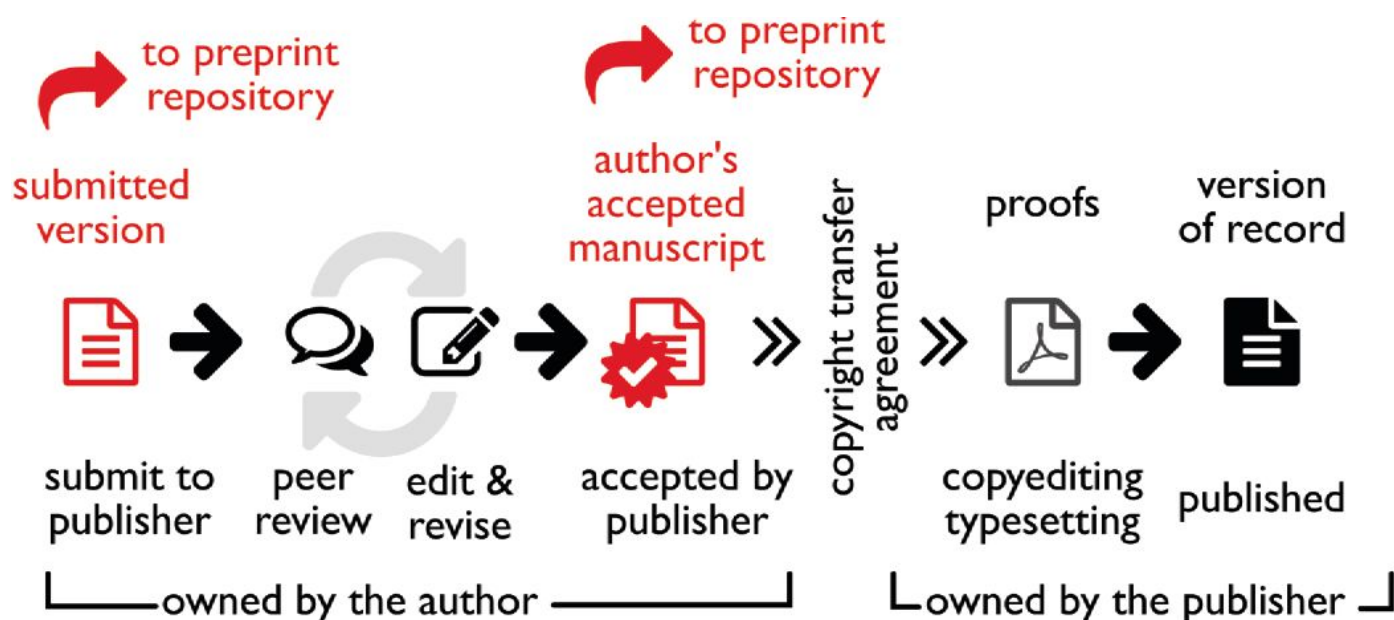 to preprint
repository
to preprint
repository
submitted
version
author's
accepted
manuscript
copyright transfer
agreement
proofs
version
of record
submit to
publisher
peer
review
edit &
revise
accepted by
publisher
copyediting
typesetting
published
owned by the author
owned by the publisher